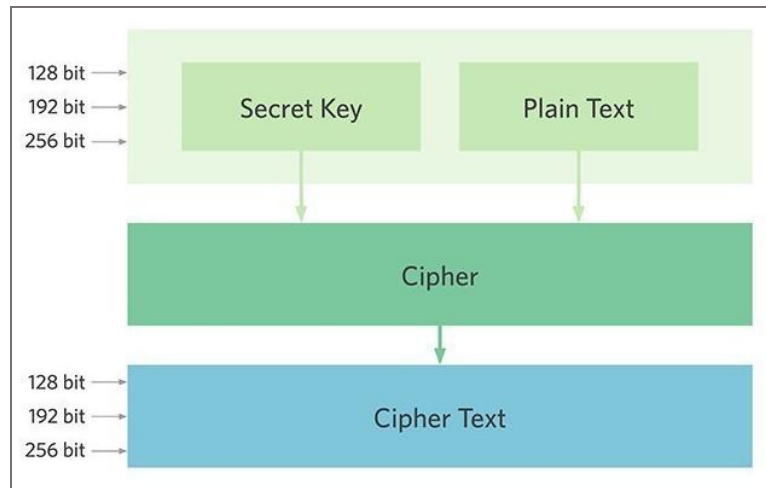 128 bit
192 bit
256 bit
Secret Key
Plain Text
Cipher
128 bit
192 bit
256 bit
Cipher Text